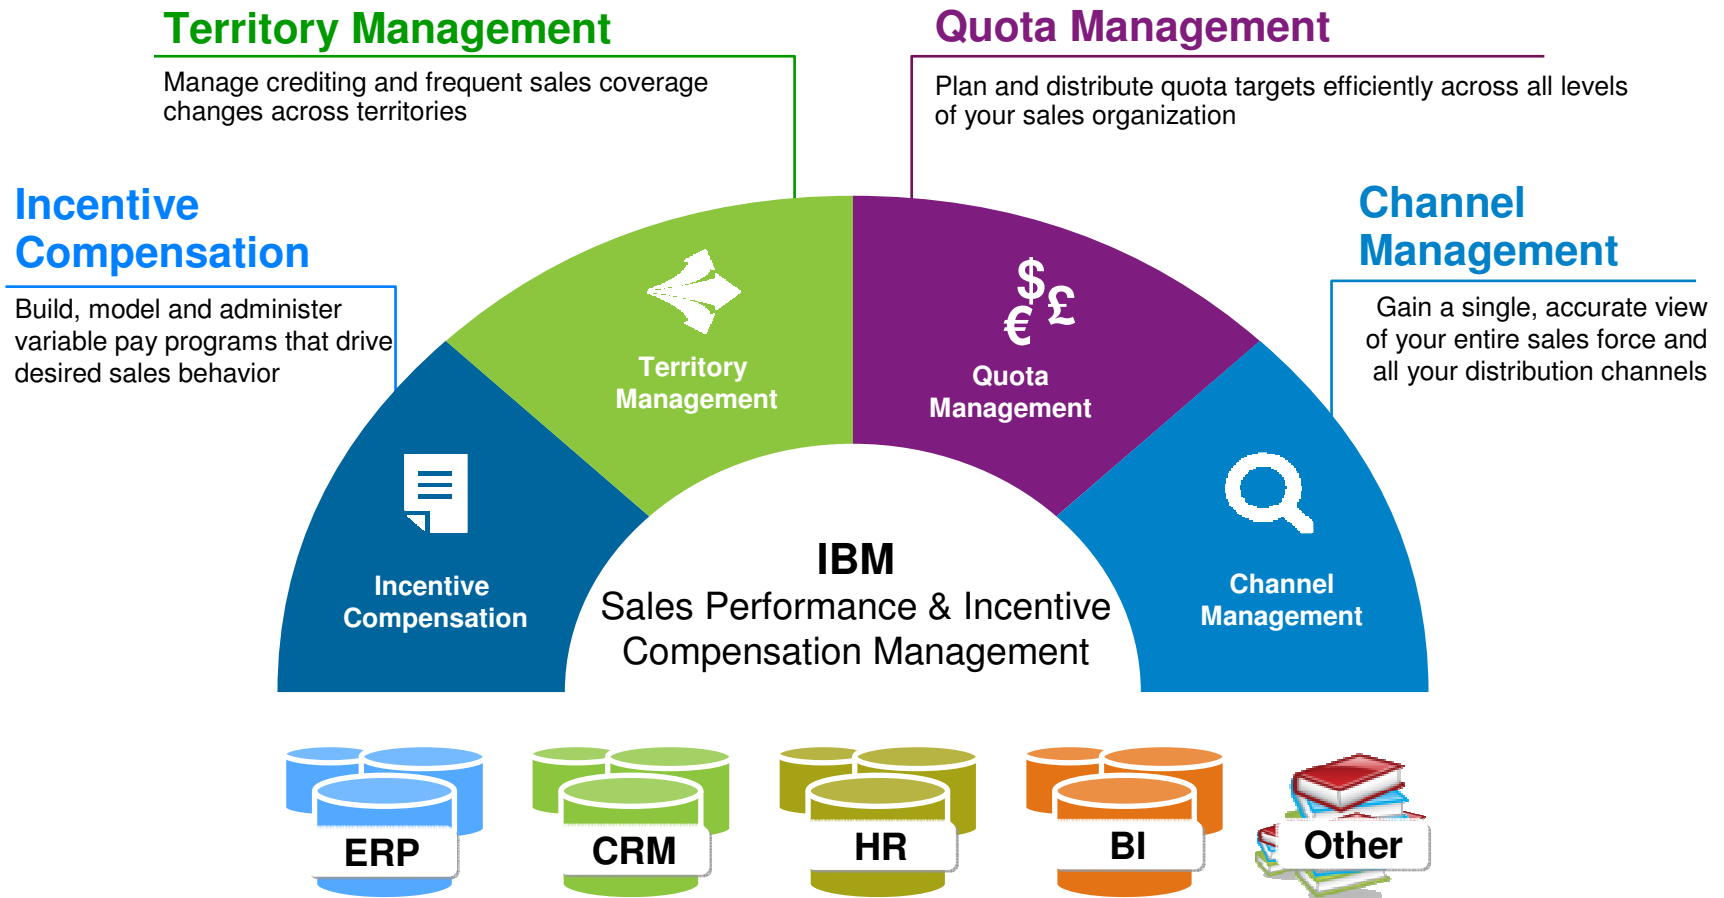 Territory Management
Manage crediting and frequent sales coverage
changes across territories
Quota Management
Plan and distribute quota targets efficiently across all levels
of your sales organization
Incentive
Compensation
Build, model and administer
variable pay programs that drive
desired sales behavior
Channel
Management
Gain a single, accurate view
of your entire sales force and
all your distribution channels
Territory
Management
$
£
€
Quota
Management
Incentive
Compensation
Channel
Management
IBM
Sales Performance & Incentive
Compensation Management
ERP
CRM
HR
BI
Other